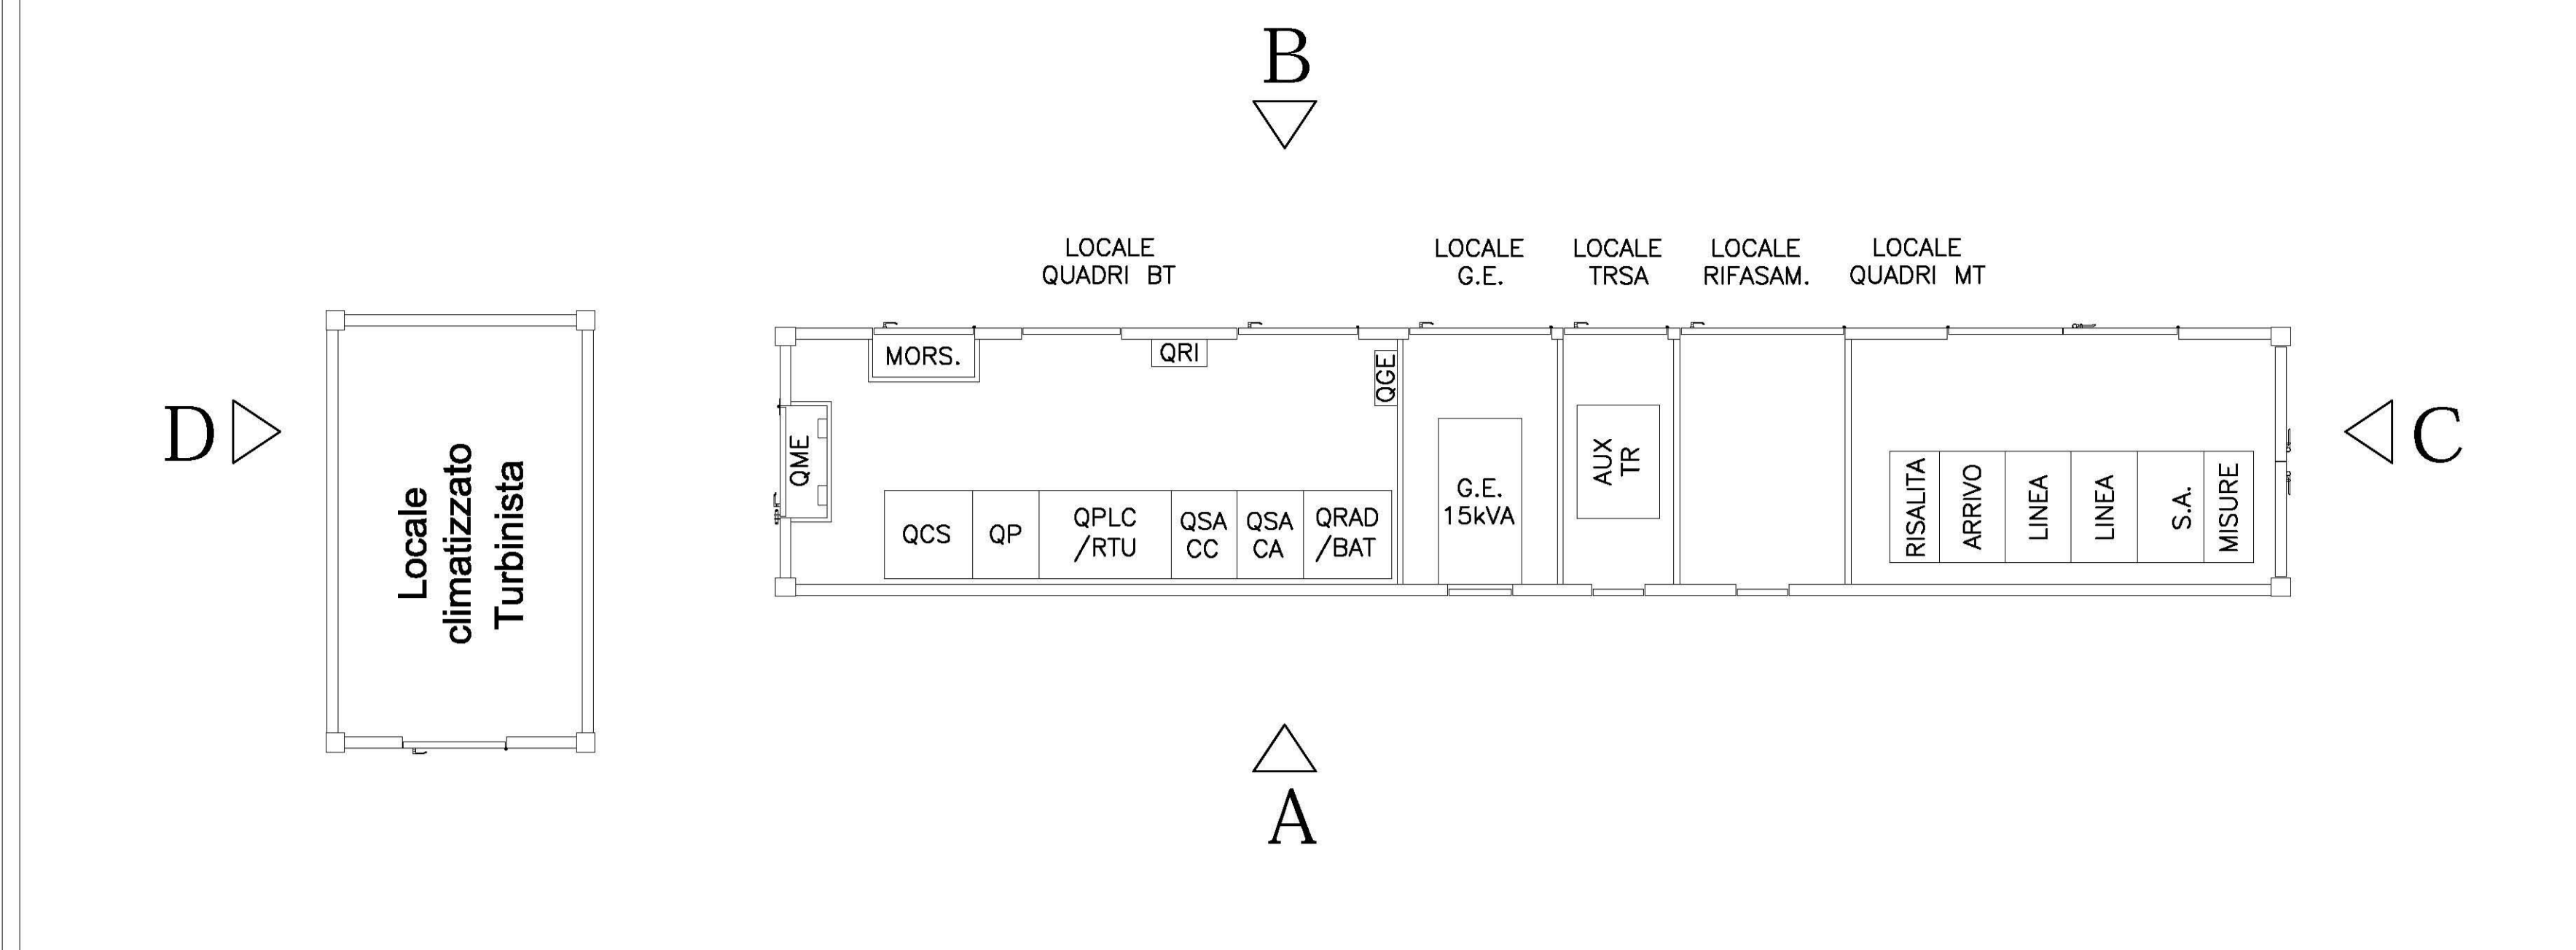 B
LOCALE
QUADRI BT
LOCALE
G.E.
LOCALE
TRSA
LOCALE
RIFASAM.
LOCALE
QUADRI MT
D
Locale
climatizzato
Turbinista
MORS.
QRI
QGE
QME
QCS
QP
QPLC
/RTU
QSA
CC
QSA
CA
QRAD
/BAT
G.E.
15kVA
AUX
TR
RISALITA
ARRIVO
LINEA
LINEA
S.A.
MISURE
C
A